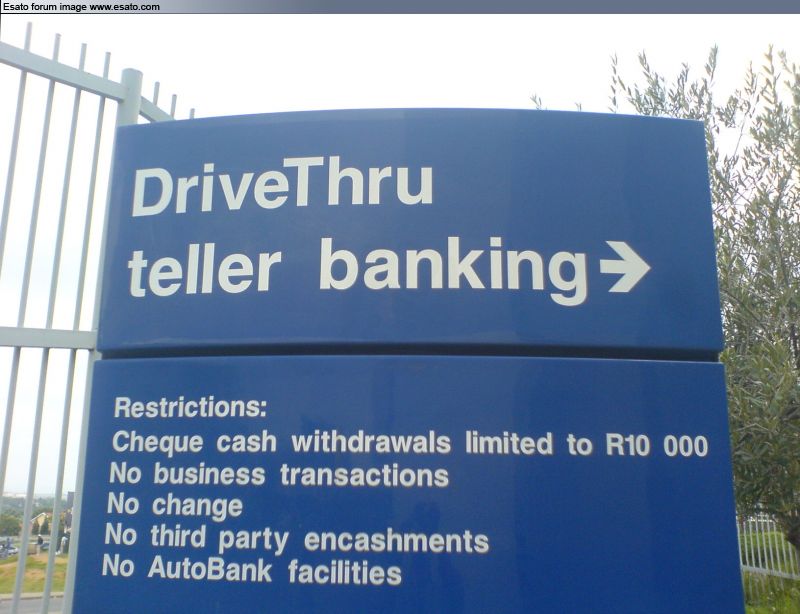 Esato forum image www.esato.com
DriveThru
teller banking →
Restrictions:
Cheque cash withdrawals limited to R10 000
No business transactions
No change
No third party encashments
No AutoBank facilities